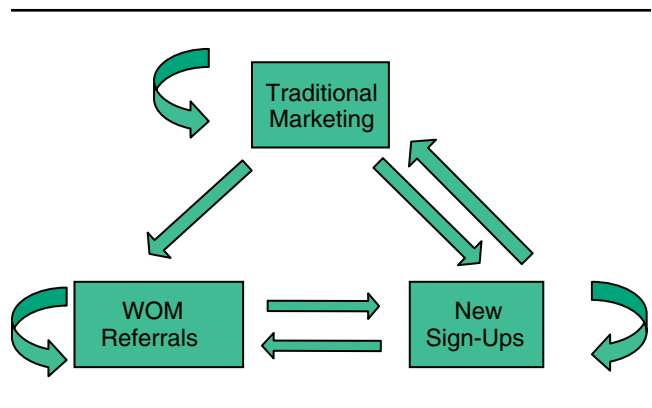 Traditional
Marketing
WOM
Referrals
New
Sign-Ups